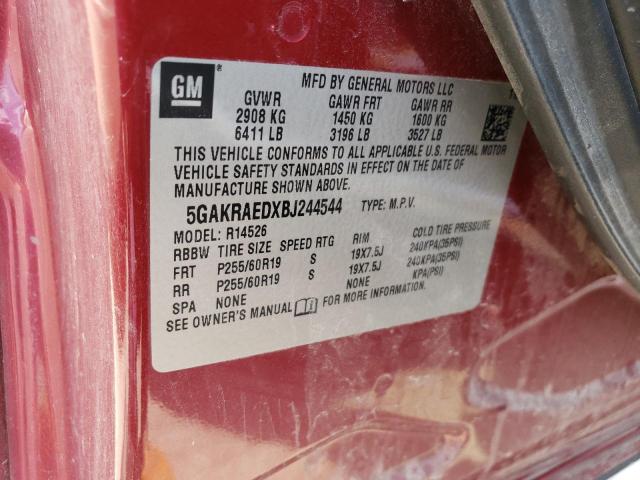 GM®
MFD BY GENERAL MOTORS LLC
GVWR GAWR FRT GAWR RR
2908 KG 1450 KG 1600 KG
6411 LB 3196 LB 3527 LB
THIS VEHICLE CONFORMS TO ALL APPLICABLE U.S. FEDERAL MOTOR
VEHICLE SAFETY STANDARDS IN EFFECT ON THE DATE OF
MANUFACTURE SHOWN ABOVE.
5GAKRAEDXBJ244544 TYPE: M.P.V.
MODEL: R14526
RBBW TIRE SIZE SPEED RTG RIM COLD TIRE PRESSURE
FRT P255/60R19 S 19X7.5J 240KPA(35PSI)
RR P255/60R19 S 19X7.5J 240KPA(35PSI)
SPA NONE NONE KPA(PSI)
SEE OWNER'S MANUAL FOR MORE INFORMATION.